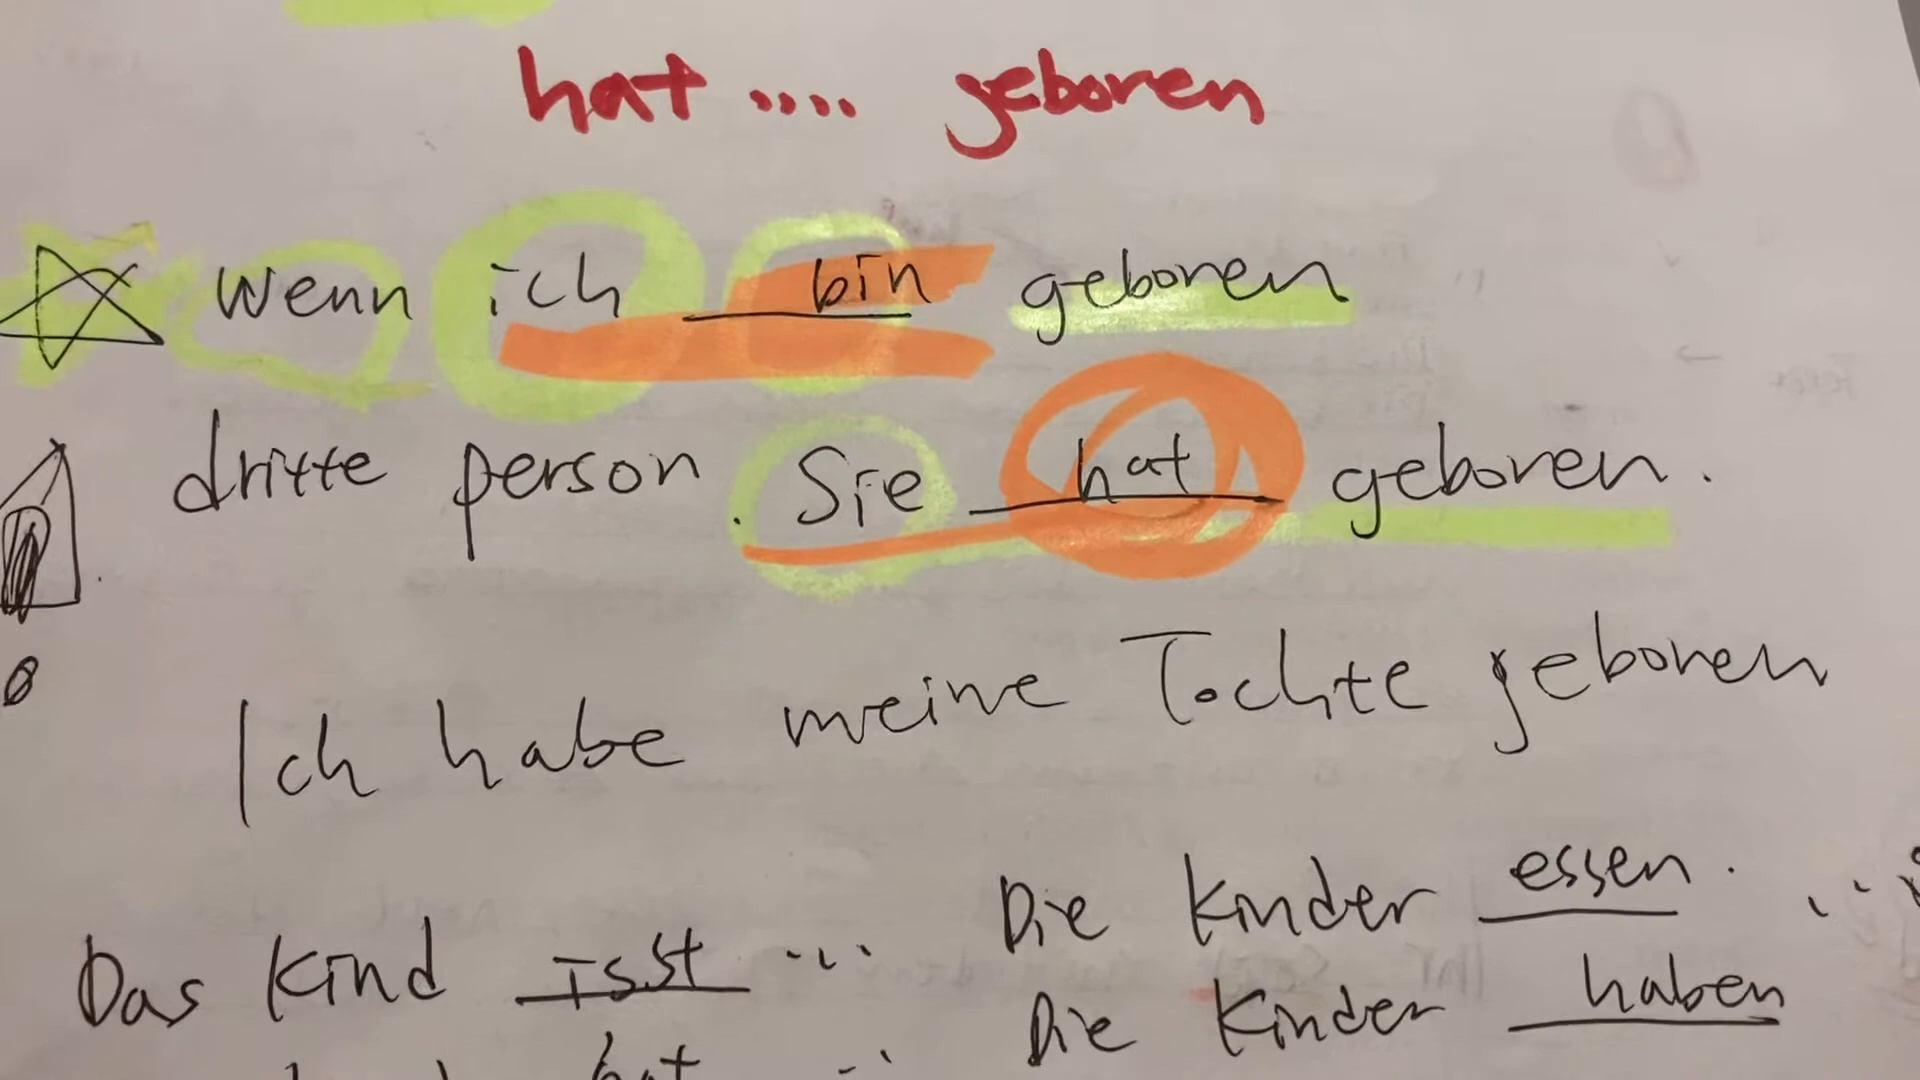 hat .... geboren
Wenn ich bin geboren
dritte person. Sie hat geboren.
Ich habe meine Tochte geboren
Die Kinder essen.
Das Kind isst ...
Die Kinder haben
hat